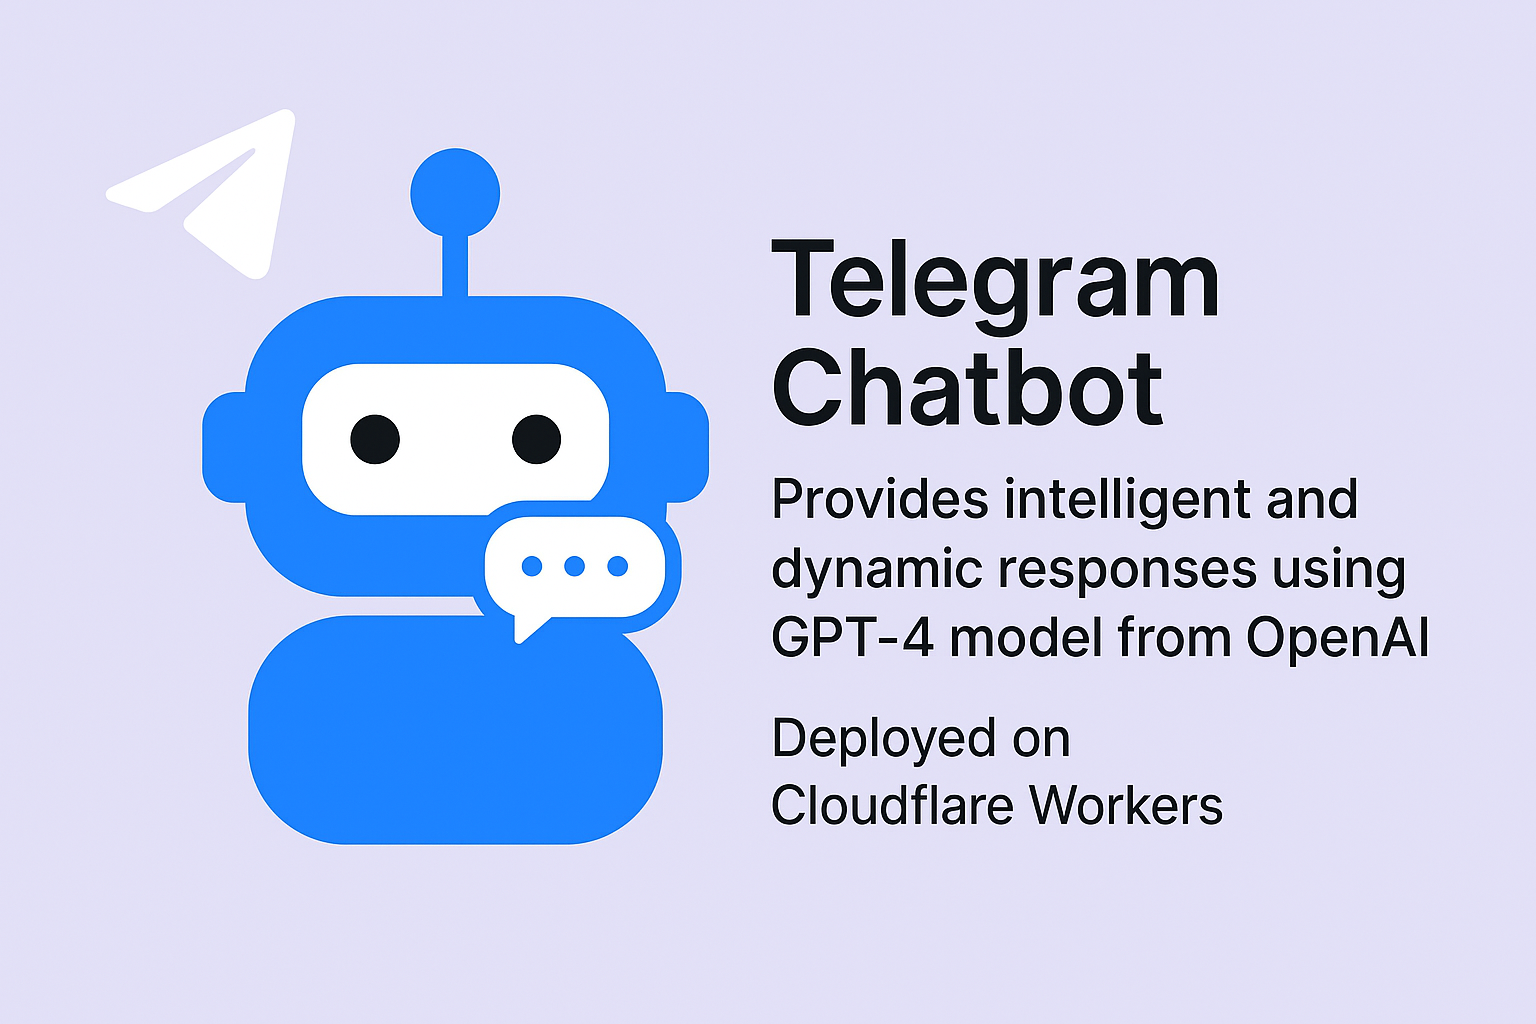 Telegram
Chatbot
Provides intelligent and
dynamic responses using
GPT-4 model from OpenAI
Deployed on
Cloudflare Workers